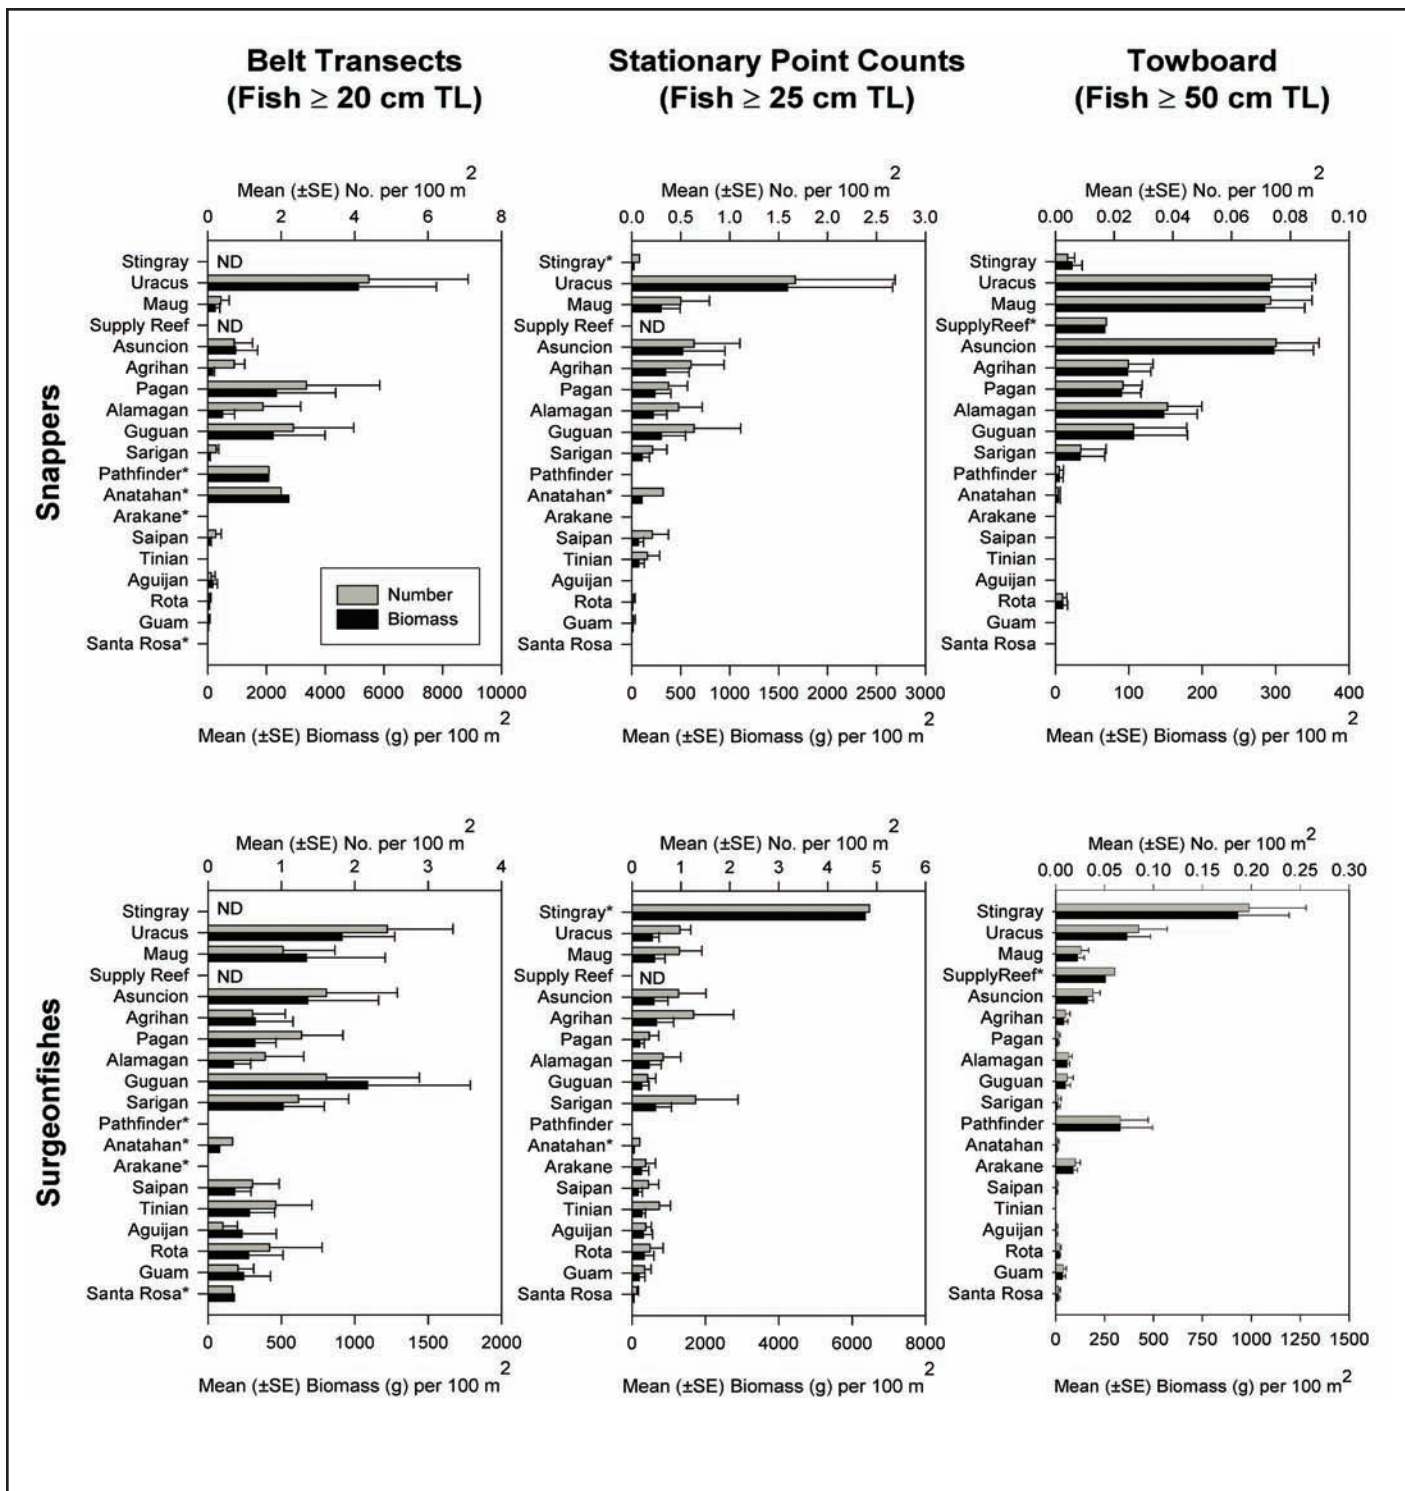 Belt Transects
(Fish ≥ 20 cm TL)
Stationary Point Counts
(Fish ≥ 25 cm TL)
Towboard
(Fish ≥ 50 cm TL)
Snappers
Mean (±SE) No. per 100 m 2
0 2 4 6 8
Stingray ND
Uracus
Maug
Supply Reef ND
Asuncion
Agrihan
Pagan
Alamagan
Guguan
Sarigan
Pathfinder*
Anatahan*
Arakane*
Saipan
Tinian
Aguijan
Rota
Guam
Santa Rosa*
Number
Biomass
0 2000 4000 6000 8000 10000
Mean (±SE) Biomass (g) per 100 m 2
Mean (±SE) No. per 100 m 2
0.0 0.5 1.0 1.5 2.0 2.5 3.0
Stingray*
Uracus
Maug
Supply Reef ND
Asuncion
Agrihan
Pagan
Alamagan
Guguan
Sarigan
Pathfinder
Anatahan*
Arakane
Saipan
Tinian
Aguijan
Rota
Guam
Santa Rosa
0 500 1000 1500 2000 2500 3000
Mean (±SE) Biomass (g) per 100 m 2
Mean (±SE) No. per 100 m 2
0.00 0.02 0.04 0.06 0.08 0.10
Stingray
Uracus
Maug
SupplyReef*
Asuncion
Agrihan
Pagan
Alamagan
Guguan
Sarigan
Pathfinder
Anatahan
Arakane
Saipan
Tinian
Aguijan
Rota
Guam
Santa Rosa
0 100 200 300 400
Mean (±SE) Biomass (g) per 100 m 2
Surgeonfishes
Mean (±SE) No. per 100 m 2
0 1 2 3 4
Stingray ND
Uracus
Maug
Supply Reef ND
Asuncion
Agrihan
Pagan
Alamagan
Guguan
Sarigan
Pathfinder*
Anatahan*
Arakane*
Saipan
Tinian
Aguijan
Rota
Guam
Santa Rosa*
0 500 1000 1500 2000
Mean (±SE) Biomass (g) per 100 m 2
Mean (±SE) No. per 100 m 2
0 1 2 3 4 5 6
Stingray*
Uracus
Maug
Supply Reef ND
Asuncion
Agrihan
Pagan
Alamagan
Guguan
Sarigan
Pathfinder
Anatahan*
Arakane
Saipan
Tinian
Aguijan
Rota
Guam
Santa Rosa
0 2000 4000 6000 8000
Mean (±SE) Biomass (g) per 100 m 2
Mean (±SE) No. per 100 m2
0.00 0.05 0.10 0.15 0.20 0.25 0.30
Stingray
Uracus
Maug
SupplyReef*
Asuncion
Agrihan
Pagan
Alamagan
Guguan
Sarigan
Pathfinder
Anatahan
Arakane
Saipan
Tinian
Aguijan
Rota
Guam
Santa Rosa
0 250 500 750 1000 1250 1500
Mean (±SE) Biomass (g) per 100 m2